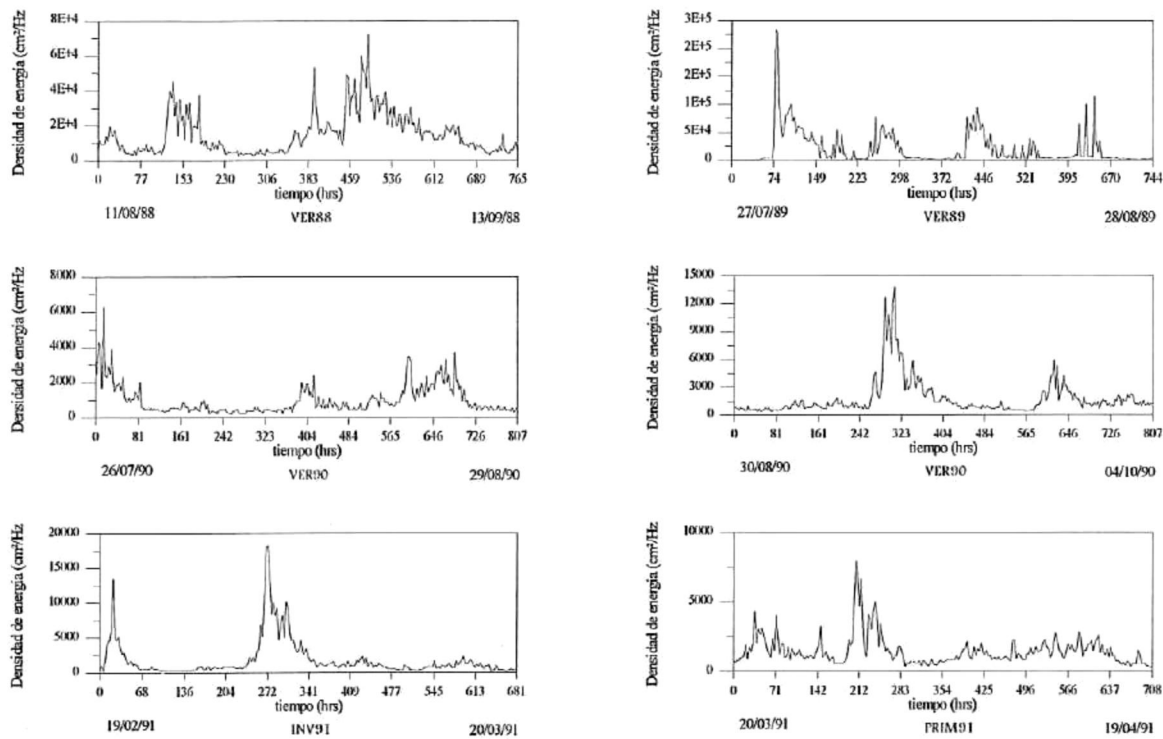 Densidad de energía (cm²/Hz)
8E+4
6E+4
4E+4
2E+4
0
0 77 153 230 306 383 459 536 612 689 765
tiempo (hrs)
11/08/88 VER88 13/09/88
Densidad de energía (cm²/Hz)
3E+5
2E+5
2E+5
1E+5
5E+4
0
0 74 149 223 298 372 446 521 595 670 744
tiempo (hrs)
27/07/89 VER89 28/08/89
Densidad de energía (cm²/Hz)
8000
6000
4000
2000
0
0 81 161 242 323 404 484 565 646 726 807
tiempo (hrs)
26/07/90 VER90 29/08/90
Densidad de energía (cm²/Hz)
15000
12000
9000
6000
3000
0
0 81 161 242 323 404 484 565 646 726 807
tiempo (hrs)
30/08/90 VER90 04/10/90
Densidad de energía (cm²/Hz)
20000
15000
10000
5000
0
0 68 136 204 272 341 409 477 545 613 681
tiempo (hrs)
19/02/91 INV91 20/03/91
Densidad de energía (cm²/Hz)
10000
5000
0
0 71 142 212 283 354 425 496 566 637 708
tiempo (hrs)
20/03/91 PRIM91 19/04/91